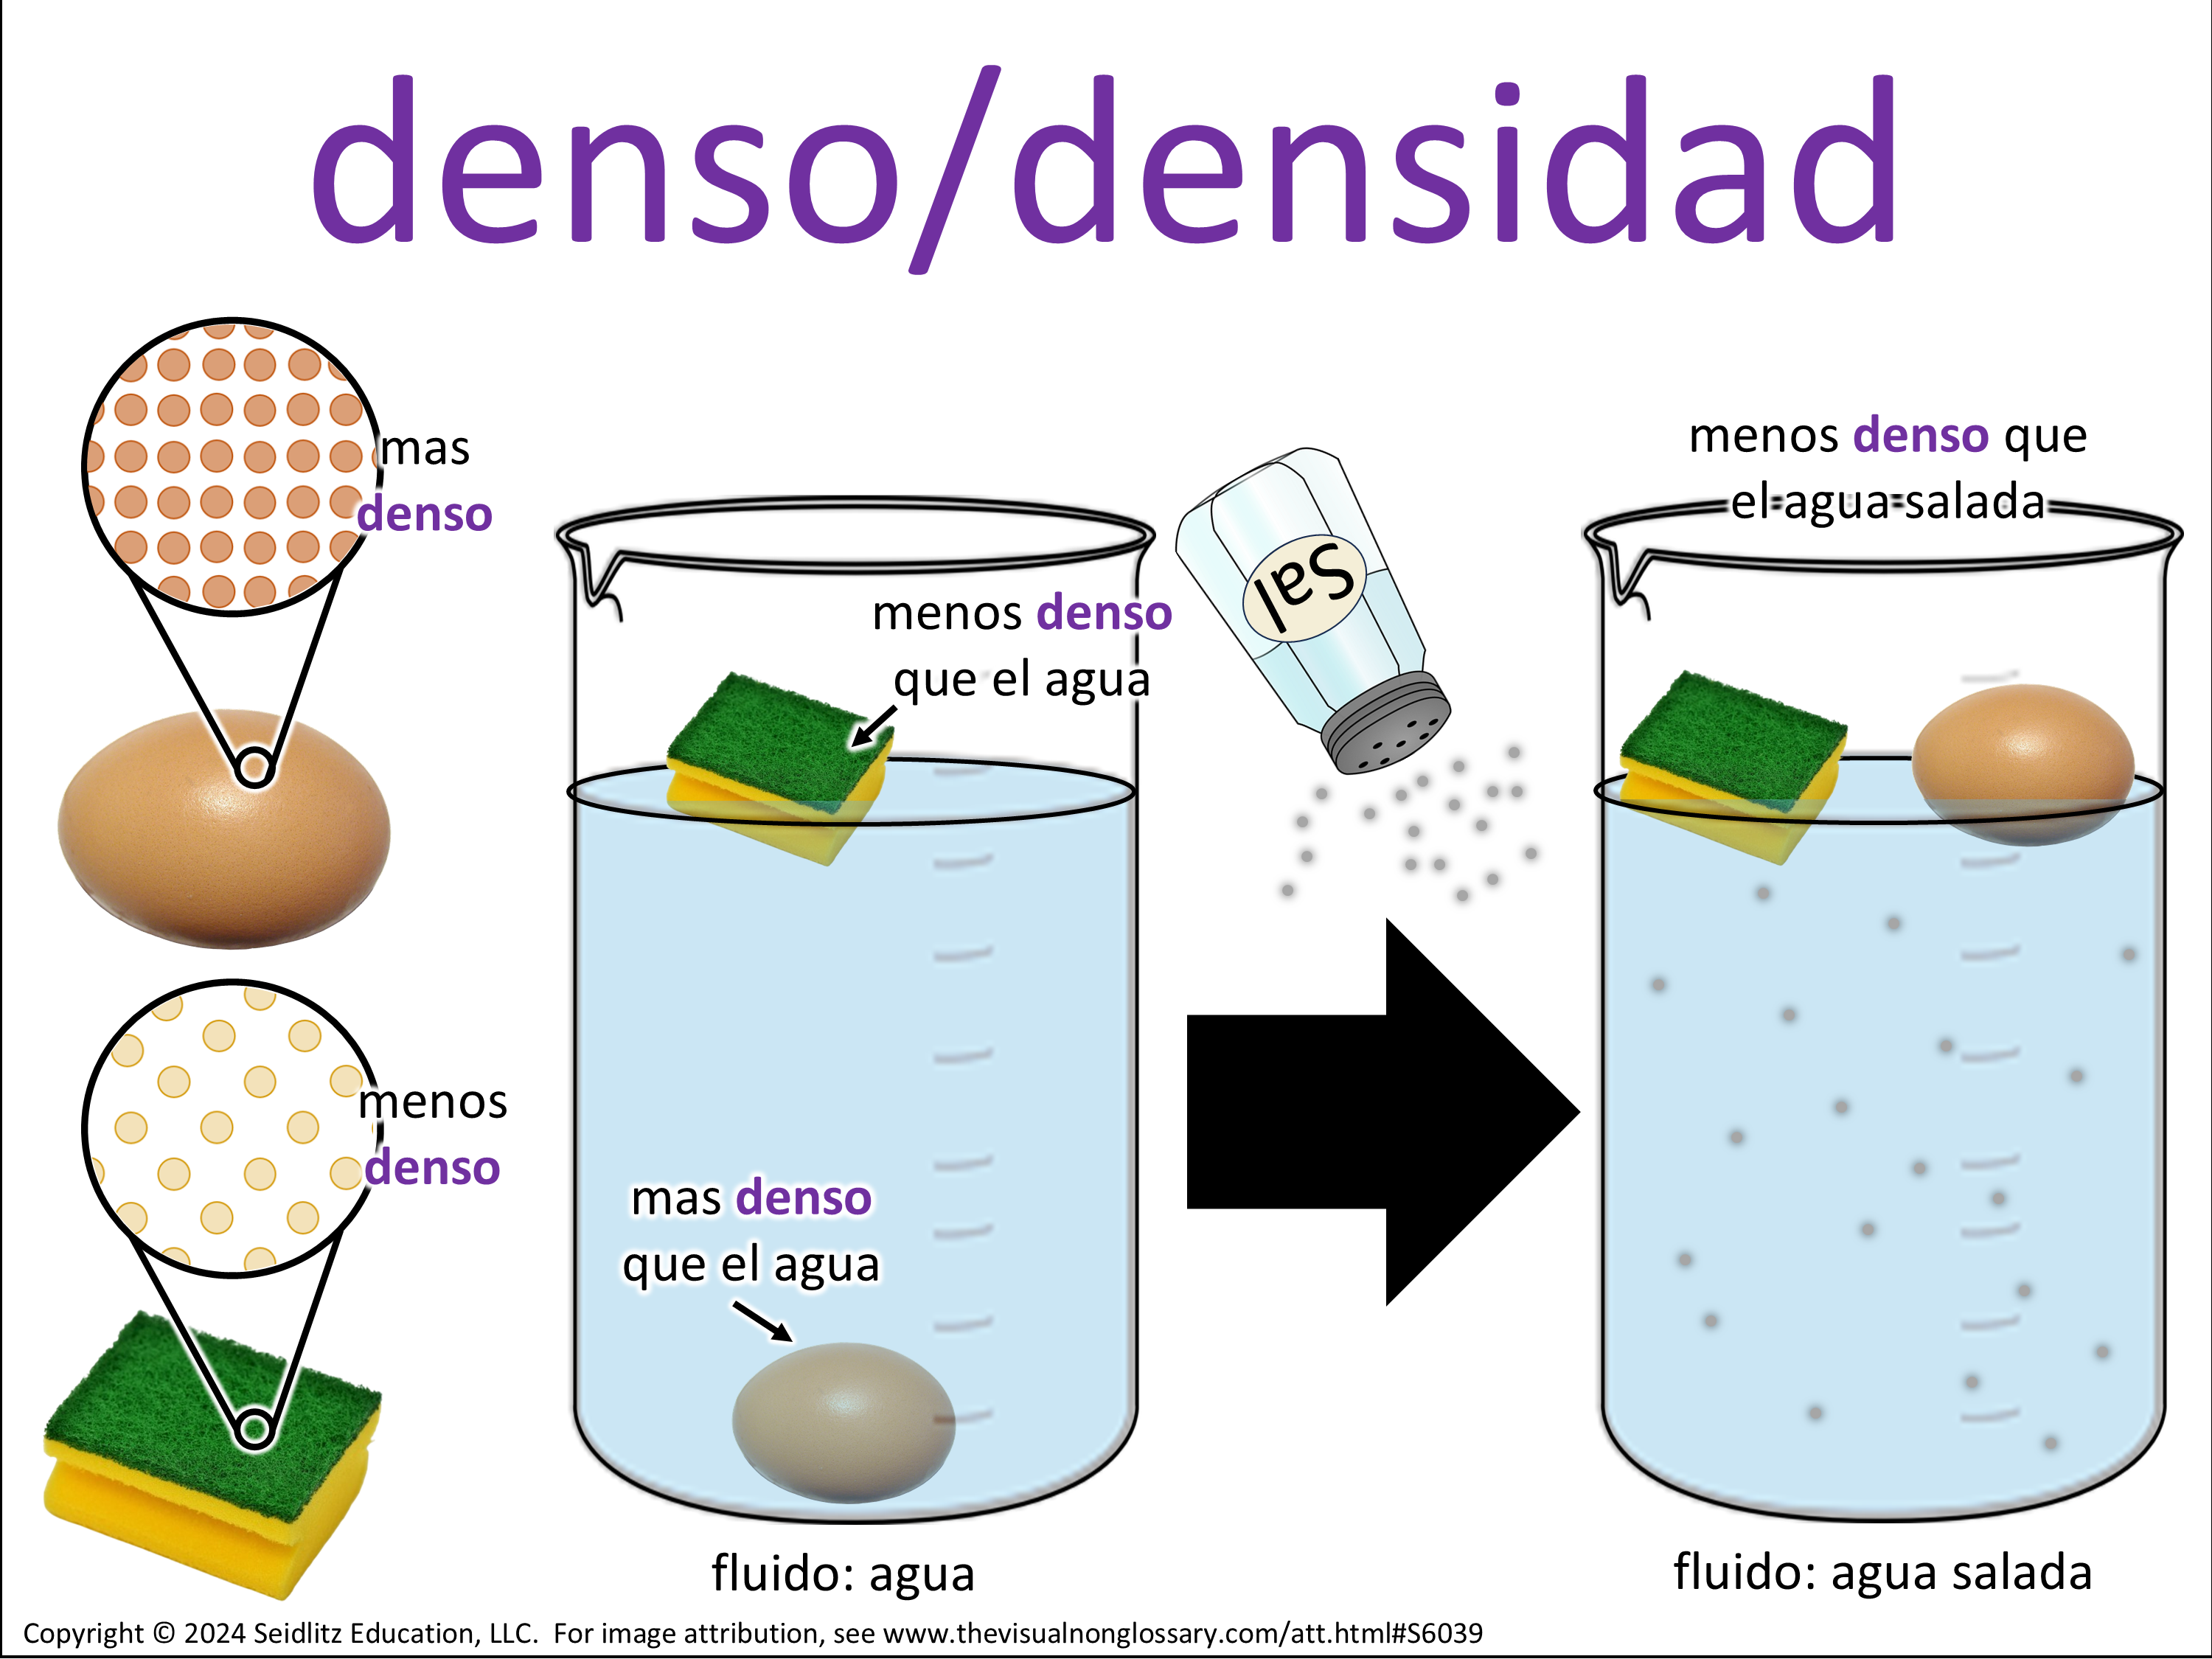 denso/densidad
mas
denso
menos denso
que el agua
Sal
menos denso que
el agua salada
menos
denso
mas denso
que el agua
fluido: agua
fluido: agua salada
Copyright © 2024 Seidlitz Education, LLC.  For image attribution, see www.thevisualnonglossary.com/att.html#S6039